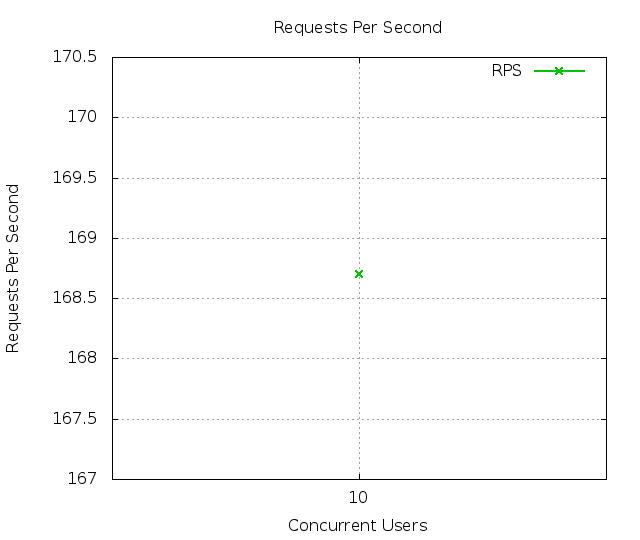 Requests Per Second
170.5
RPS
170
169.5
169
168.5
168
167.5
167
Requests Per Second
10
Concurrent Users